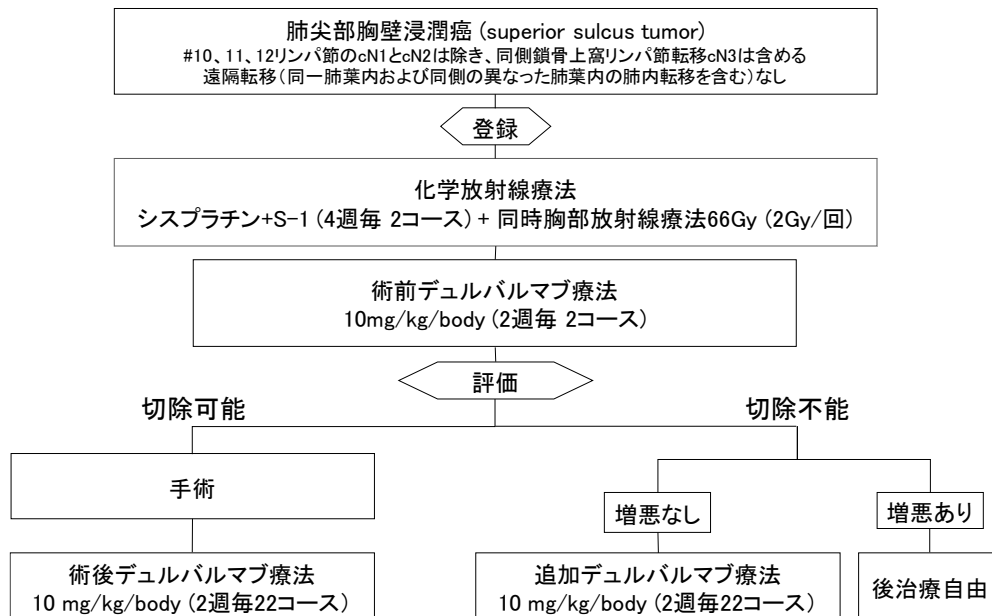 肺尖部胸壁浸潤癌 (superior sulcus tumor)
#10、11、12リンパ節のcN1とcN2は除き、同側鎖骨上窩リンパ節転移cN3は含める
遠隔転移(同一肺葉内および同側の異なった肺葉内の肺内転移を含む)なし
登録
化学放射線療法
シスプラチン+S-1 (4週毎 2コース) + 同時胸部放射線療法66Gy (2Gy/回)
術前デュルバルマブ療法
10mg/kg/body (2週毎 2コース)
評価
切除可能
切除不能
手術
増悪なし
増悪あり
術後デュルバルマブ療法
10 mg/kg/body (2週毎22コース)
追加デュルバルマブ療法
10 mg/kg/body (2週毎22コース)
後治療自由